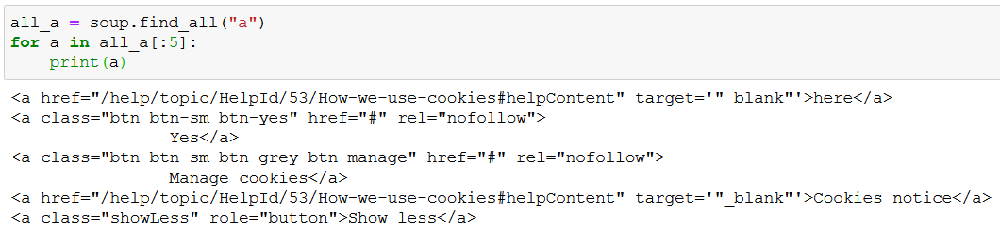 all_a = soup.find_all("a")
for a in all_a[:5]:
    print(a)
<a href="/help/topic/HelpId/53/How-we-use-cookies#helpContent" target='"_blank"'>here</a>
<a class="btn btn-sm btn-yes" href="#" rel="nofollow">
                Yes</a>
<a class="btn btn-sm btn-grey btn-manage" href="#" rel="nofollow">
                Manage cookies</a>
<a href="/help/topic/HelpId/53/How-we-use-cookies#helpContent" target='"_blank"'>Cookies notice</a>
<a class="showLess" role="button">Show less</a>